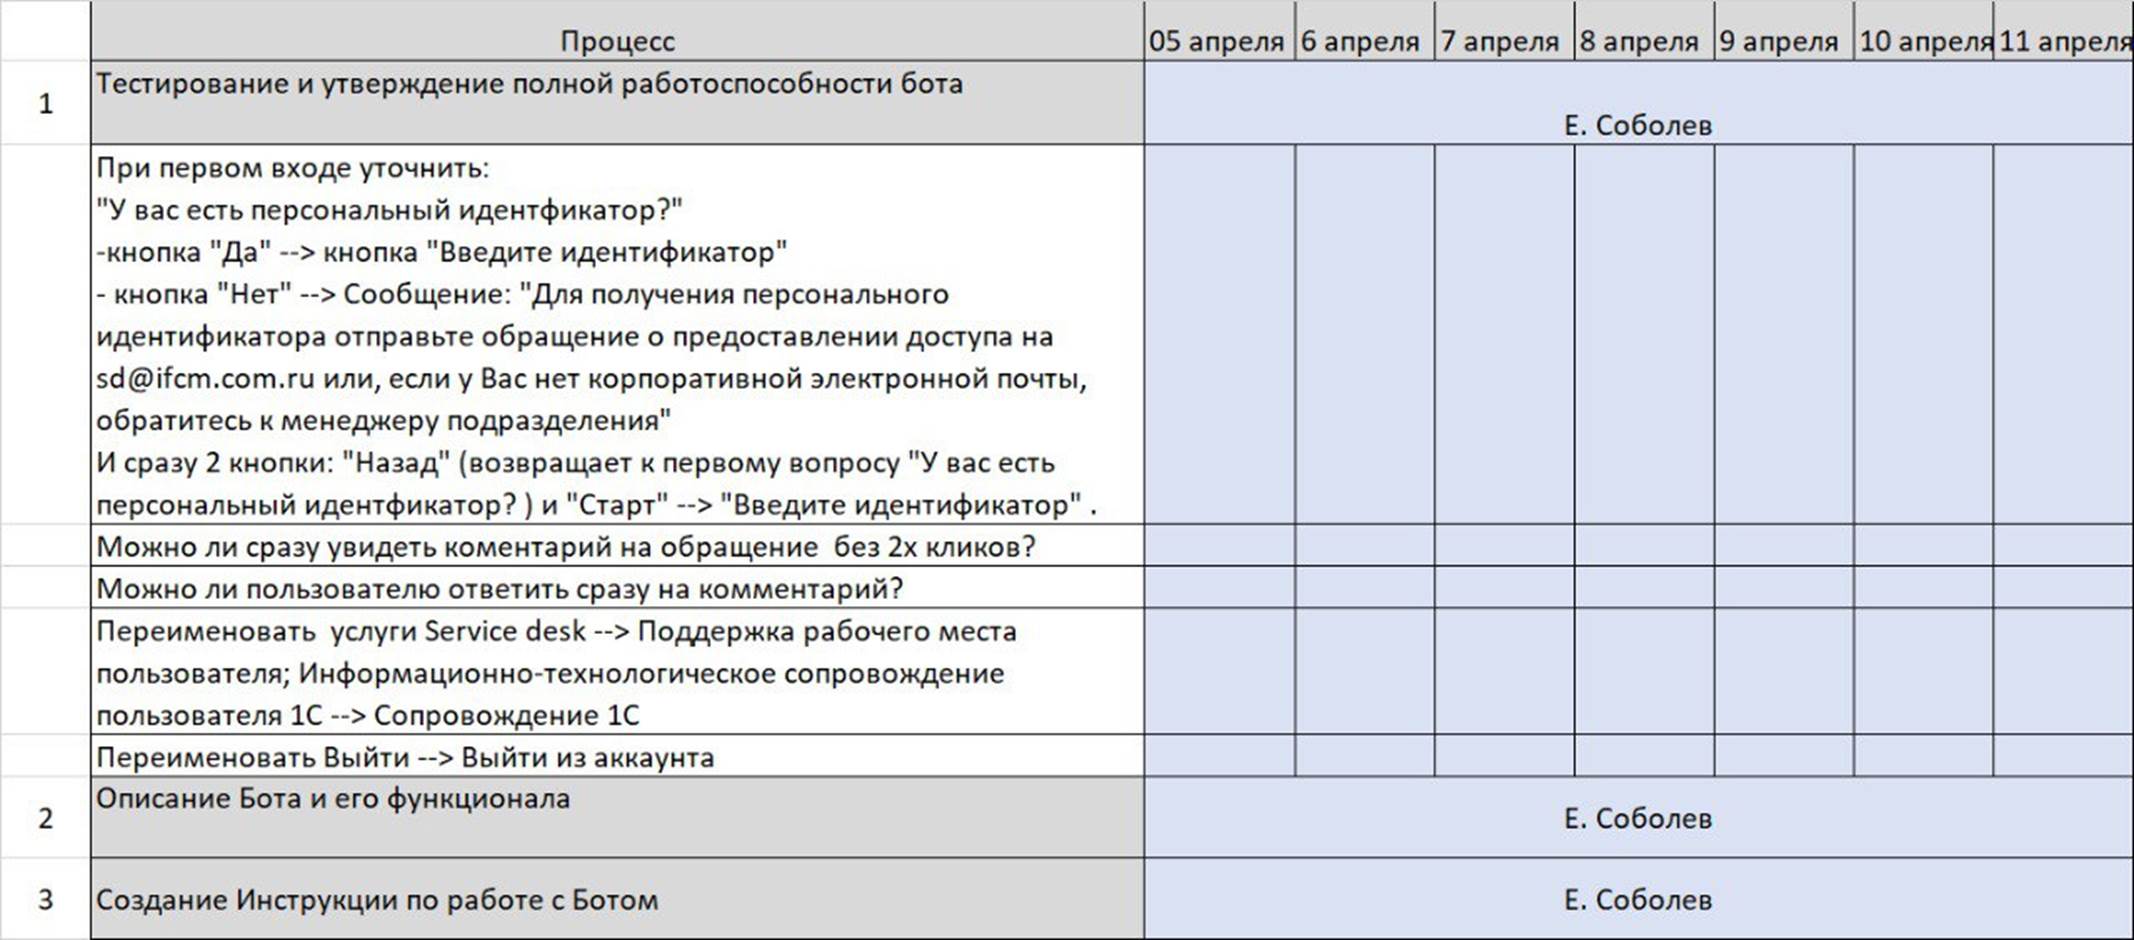 Процесс 05 апреля 6 апреля 7 апреля 8 апреля 9 апреля 10 апреля 11 апреля
1 Тестирование и утверждение полной работоспособности бота
Е. Соболев
При первом входе уточнить:
"У вас есть персональный идентфикатор?"
-кнопка "Да" --> кнопка "Введите идентификатор"
- кнопка "Нет" --> Сообщение: "Для получения персонального
идентификатора отправьте обращение о предоставлении доступа на
sd@ifcm.com.ru или, если у Вас нет корпоративной электронной почты,
обратитесь к менеджеру подразделения"
И сразу 2 кнопки: "Назад" (возвращает к первому вопросу "У вас есть
персональный идентфикатор? ) и "Старт" --> "Введите идентификатор" .
Можно ли сразу увидеть коментарий на обращение  без 2х кликов?
Можно ли пользователю ответить сразу на комментарий?
Переименовать  услуги Service desk --> Поддержка рабочего места
пользователя; Информационно-технологическое сопровождение
пользователя 1С --> Сопровождение 1С
Переименовать Выйти --> Выйти из аккаунта
2 Описание Бота и его функционала Е. Соболев
3 Создание Инструкции по работе с Ботом Е. Соболев